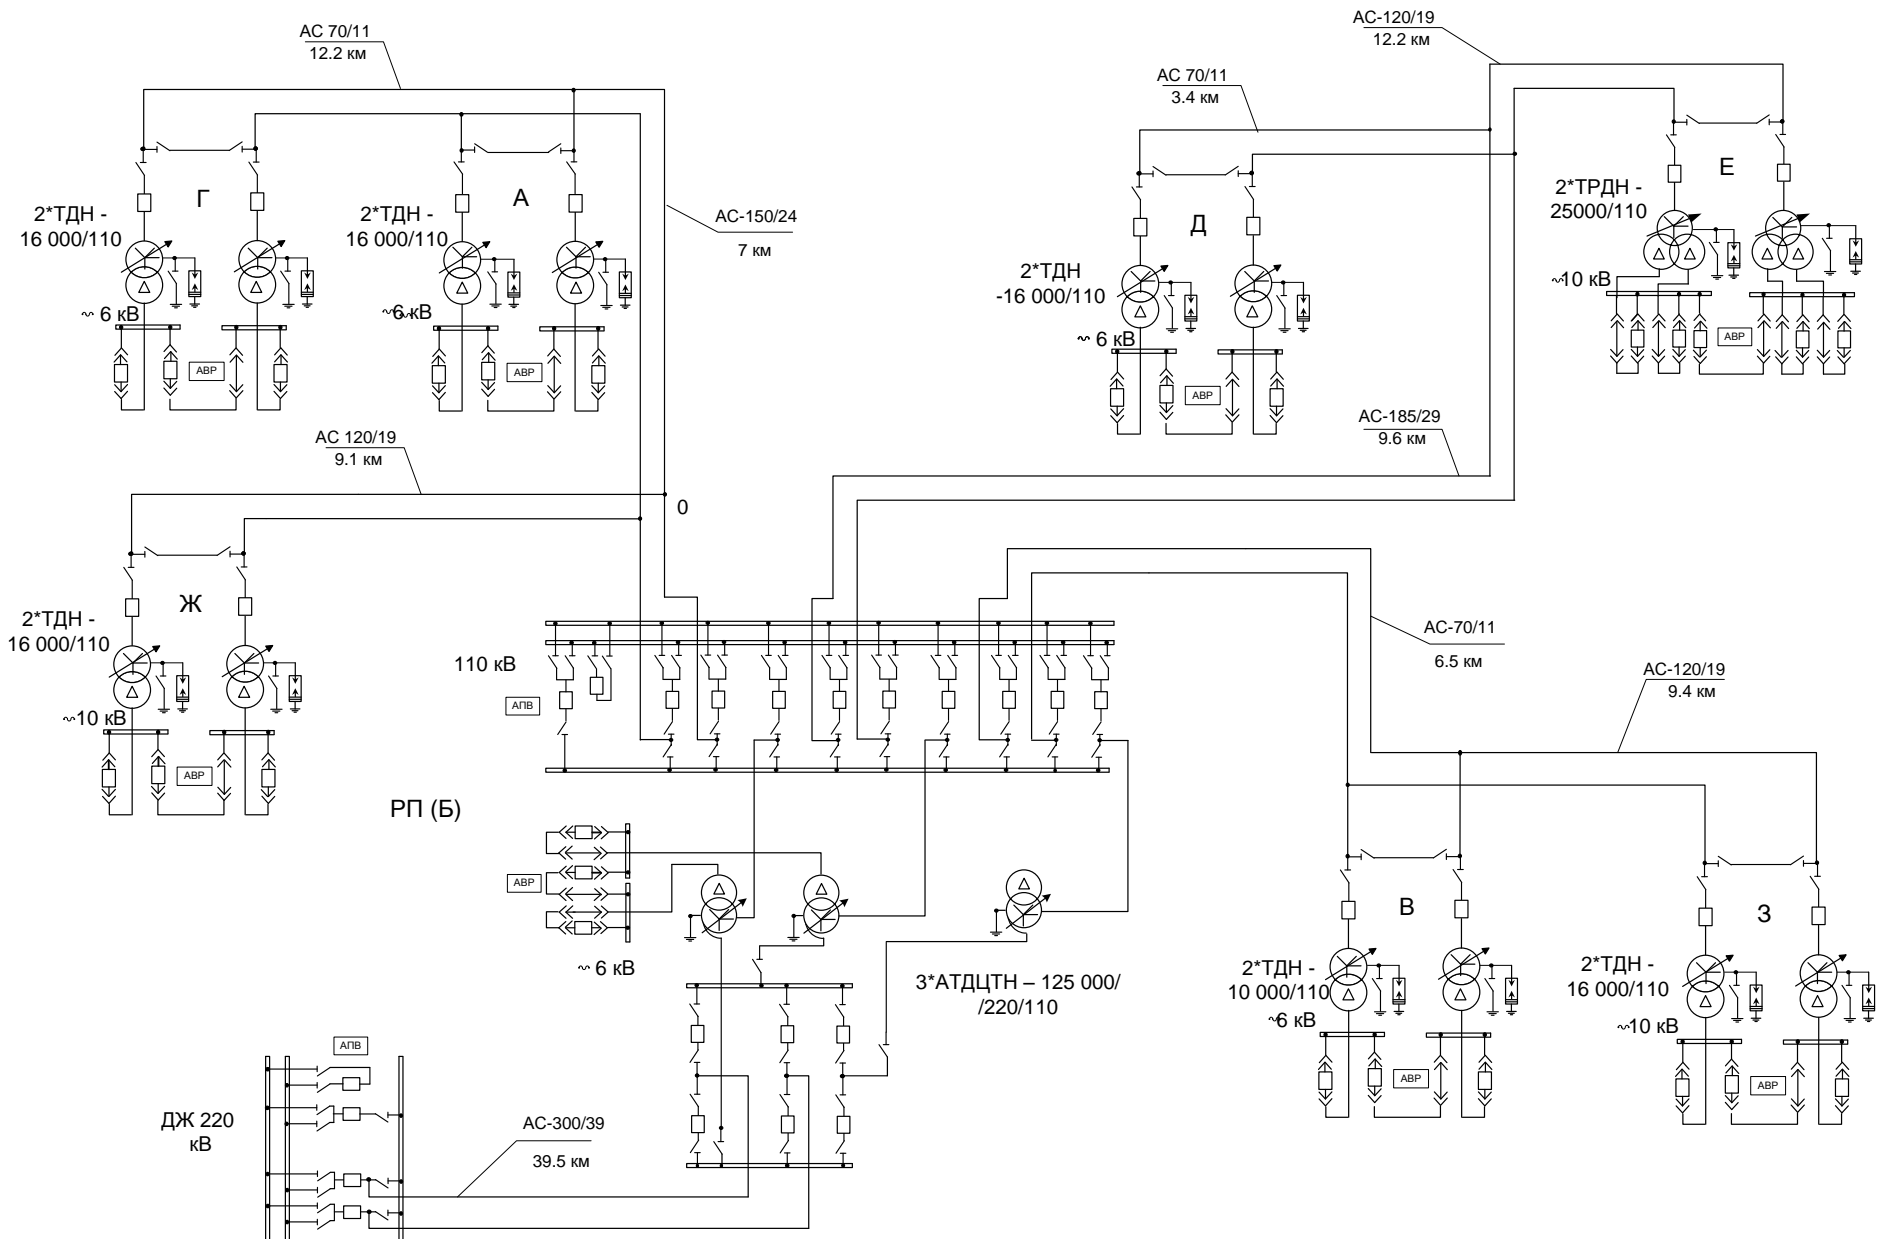 АС 70/11
12.2 км
АС-120/19
12.2 км
АС 70/11
3.4 км
Г
А
2*ТДН -
16 000/110
2*ТДН -
16 000/110
АС-150/24
7 км
Д
Е
2*ТРДН -
25000/110
2*ТДН
-16 000/110
~ 6 кВ
~6 кВ
~ 6 кВ
~10 кВ
АВР
АВР
АВР
АВР
АС 120/19
9.1 км
АС-185/29
9.6 км
0
Ж
2*ТДН -
16 000/110
~10 кВ
АВР
110 кВ
АПВ
АС-70/11
6.5 км
АС-120/19
9.4 км
РП (Б)
АВР
~ 6 кВ
3*АТДЦТН – 125 000/
/220/110
В
З
2*ТДН -
10 000/110
2*ТДН -
16 000/110
~6 кВ
~10 кВ
АВР
АВР
АПВ
ДЖ 220
кВ
АС-300/39
39.5 км